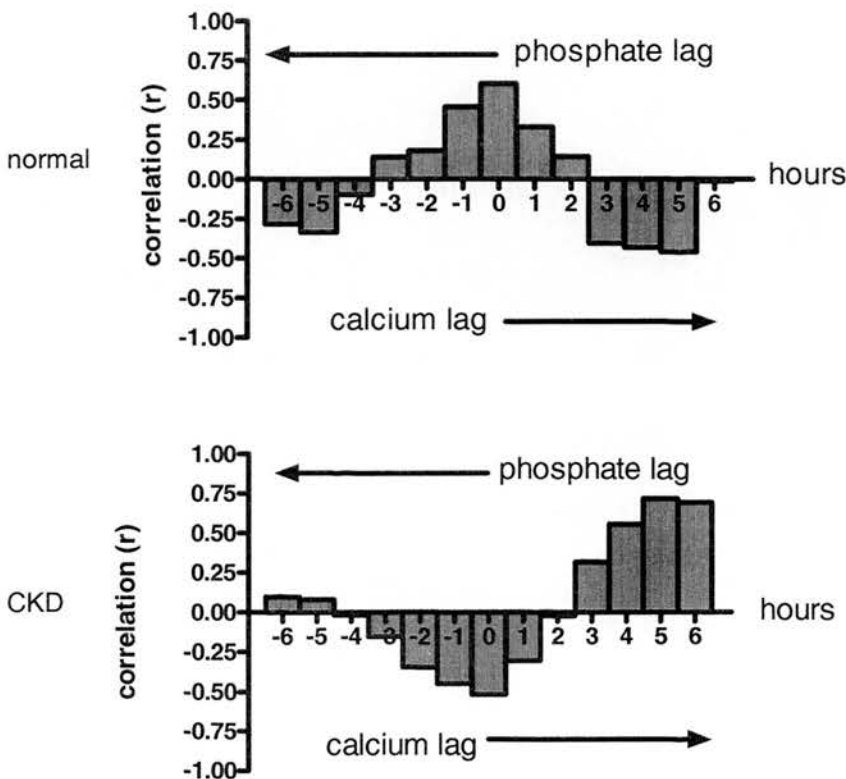 1.00
phosphate lag
0.75
0.50
0.25
normal
correlation (r)
0.00
hours
-6 -5 -4 -3 -2 -1 0 1 2 3 4 5 6
-0.25
-0.50
-0.75
calcium lag
-1.00
1.00
phosphate lag
0.75
0.50
0.25
CKD
correlation (r)
0.00
hours
-6 -5 -4 -3 -2 -1 0 1 2 3 4 5 6
-0.25
-0.50
-0.75
calcium lag
-1.00